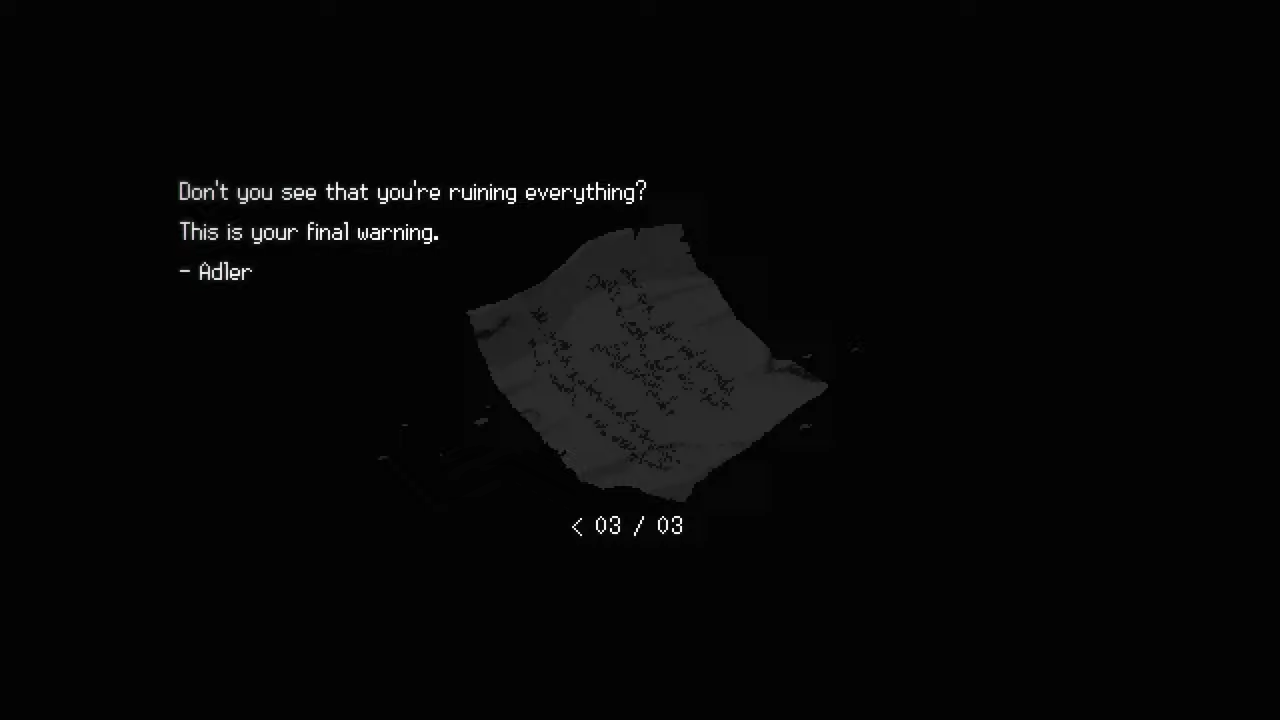 Don't you see that you're ruining everything?
This is your final warning.
- Adler
< 03 / 03